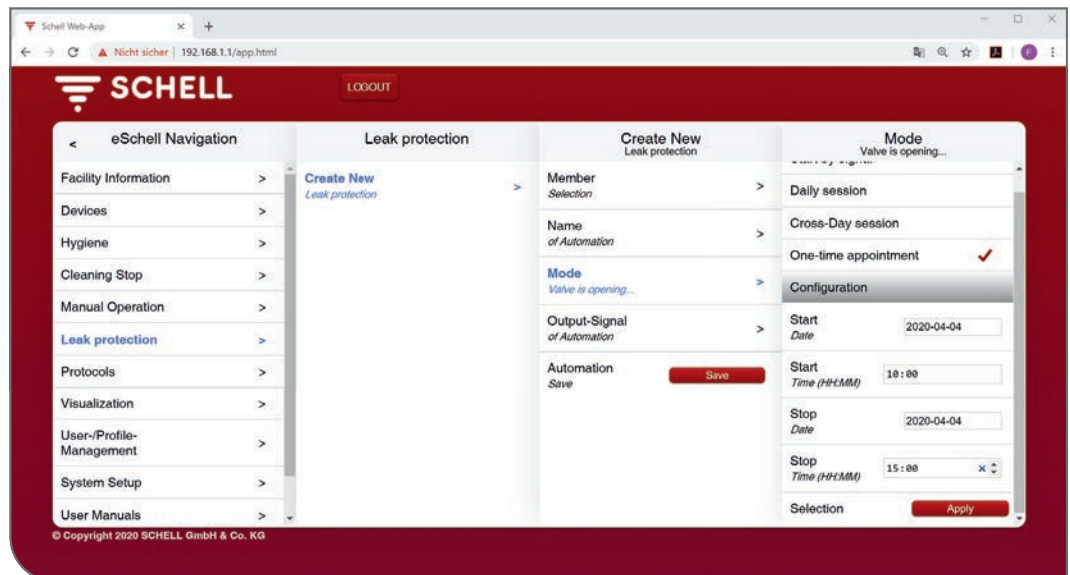 Schell Web-App
Nicht sicher | 192.168.1.1/app.html
SCHELL
LOGOUT
< eSchell Navigation
Facility Information >
Devices >
Hygiene >
Cleaning Stop >
Manual Operation >
Leak protection >
Protocols >
Visualization >
User-/Profile-
Management >
System Setup >
User Manuals >
Leak protection
Create New >
Leak protection
Create New
Leak protection
Member >
Selection
Name >
of Automation
Mode >
Valve is opening...
Output-Signal >
of Automation
Automation Save
Save
Mode
Valve is opening...
Daily session
Cross-Day session
One-time appointment
Configuration
Start 2020-04-04
Date
Start 10:00
Time (HH:MM)
Stop 2020-04-04
Date
Stop 15:00
Time (HH:MM)
Selection Apply
© Copyright 2020 SCHELL GmbH & Co. KG